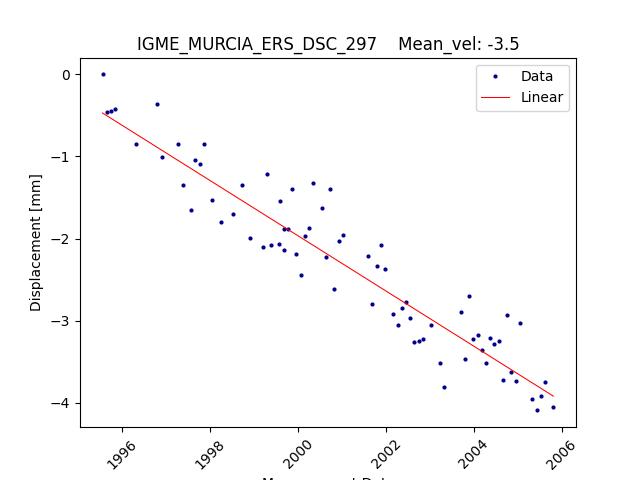 IGME_MURCIA_ERS_DSC_297    Mean_vel: -3.5
Data
Linear
Displacement [mm]
0
−1
−2
−3
−4
1996
1998
2000
2002
2004
2006